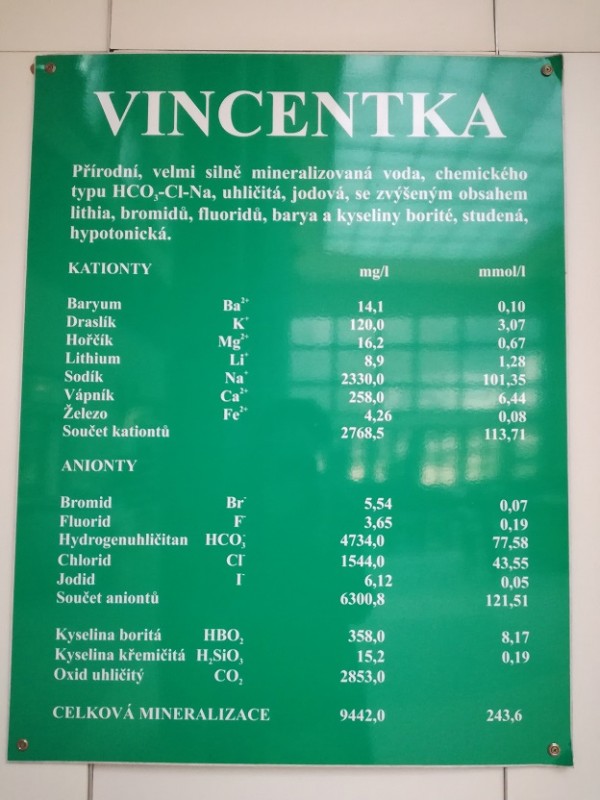 VINCENTKA
Přírodní, velmi silně mineralizovaná voda, chemického
typu HCO₃-Cl-Na, uhličitá, jodová, se zvýšeným obsahem
lithia, bromidů, fluoridů, barya a kyseliny borité, studená,
hypotonická.
KATIONTY mg/l mmol/l
Baryum Ba²⁺ 14,1 0,10
Draslík K⁺ 120,0 3,07
Hořčík Mg²⁺ 16,2 0,67
Lithium Li⁺ 8,9 1,28
Sodík Na⁺ 2330,0 101,35
Vápník Ca²⁺ 258,0 6,44
Železo Fe²⁺ 4,26 0,08
Součet kationtů 2768,5 113,71
ANIONTY
Bromid Br⁻ 5,54 0,07
Fluorid F⁻ 3,65 0,19
Hydrogenuhličitan HCO₃⁻ 4734,0 77,58
Chlorid Cl⁻ 1544,0 43,55
Jodid I⁻ 6,12 0,05
Součet aniontů 6300,8 121,51
Kyselina boritá HBO₂ 358,0 8,17
Kyselina křemičitá H₂SiO₃ 15,2 0,19
Oxid uhličitý CO₂ 2853,0
CELKOVÁ MINERALIZACE 9442,0 243,6